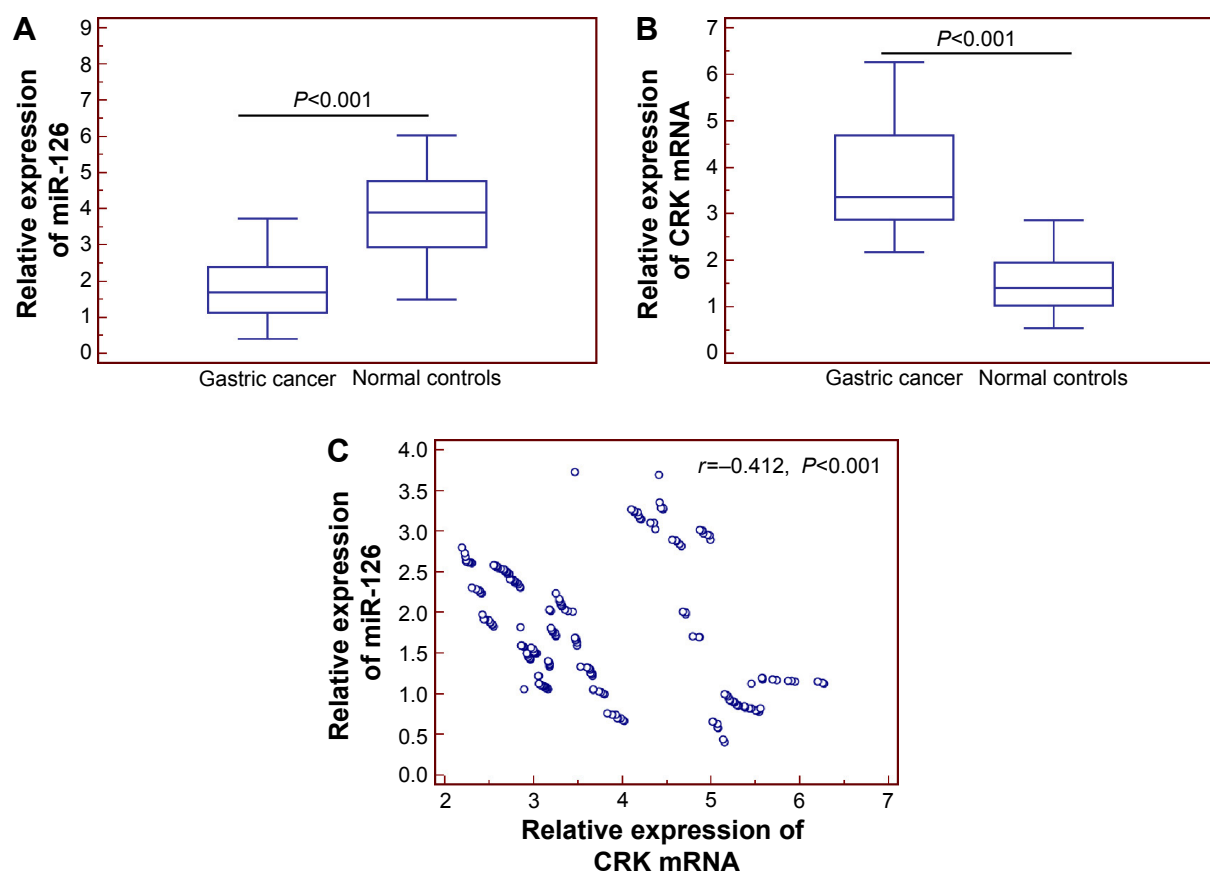 A
Relative expression
of miR-126
9
8
7
6
5
4
3
2
1
0
P<0.001
Gastric cancer
Normal controls
B
Relative expression
of CRK mRNA
7
6
5
4
3
2
1
0
P<0.001
Gastric cancer
Normal controls
C
Relative expression
of miR-126
4.0
3.5
3.0
2.5
2.0
1.5
1.0
0.5
0.0
r=–0.412, P<0.001
2 3 4 5 6 7
Relative expression of
CRK mRNA